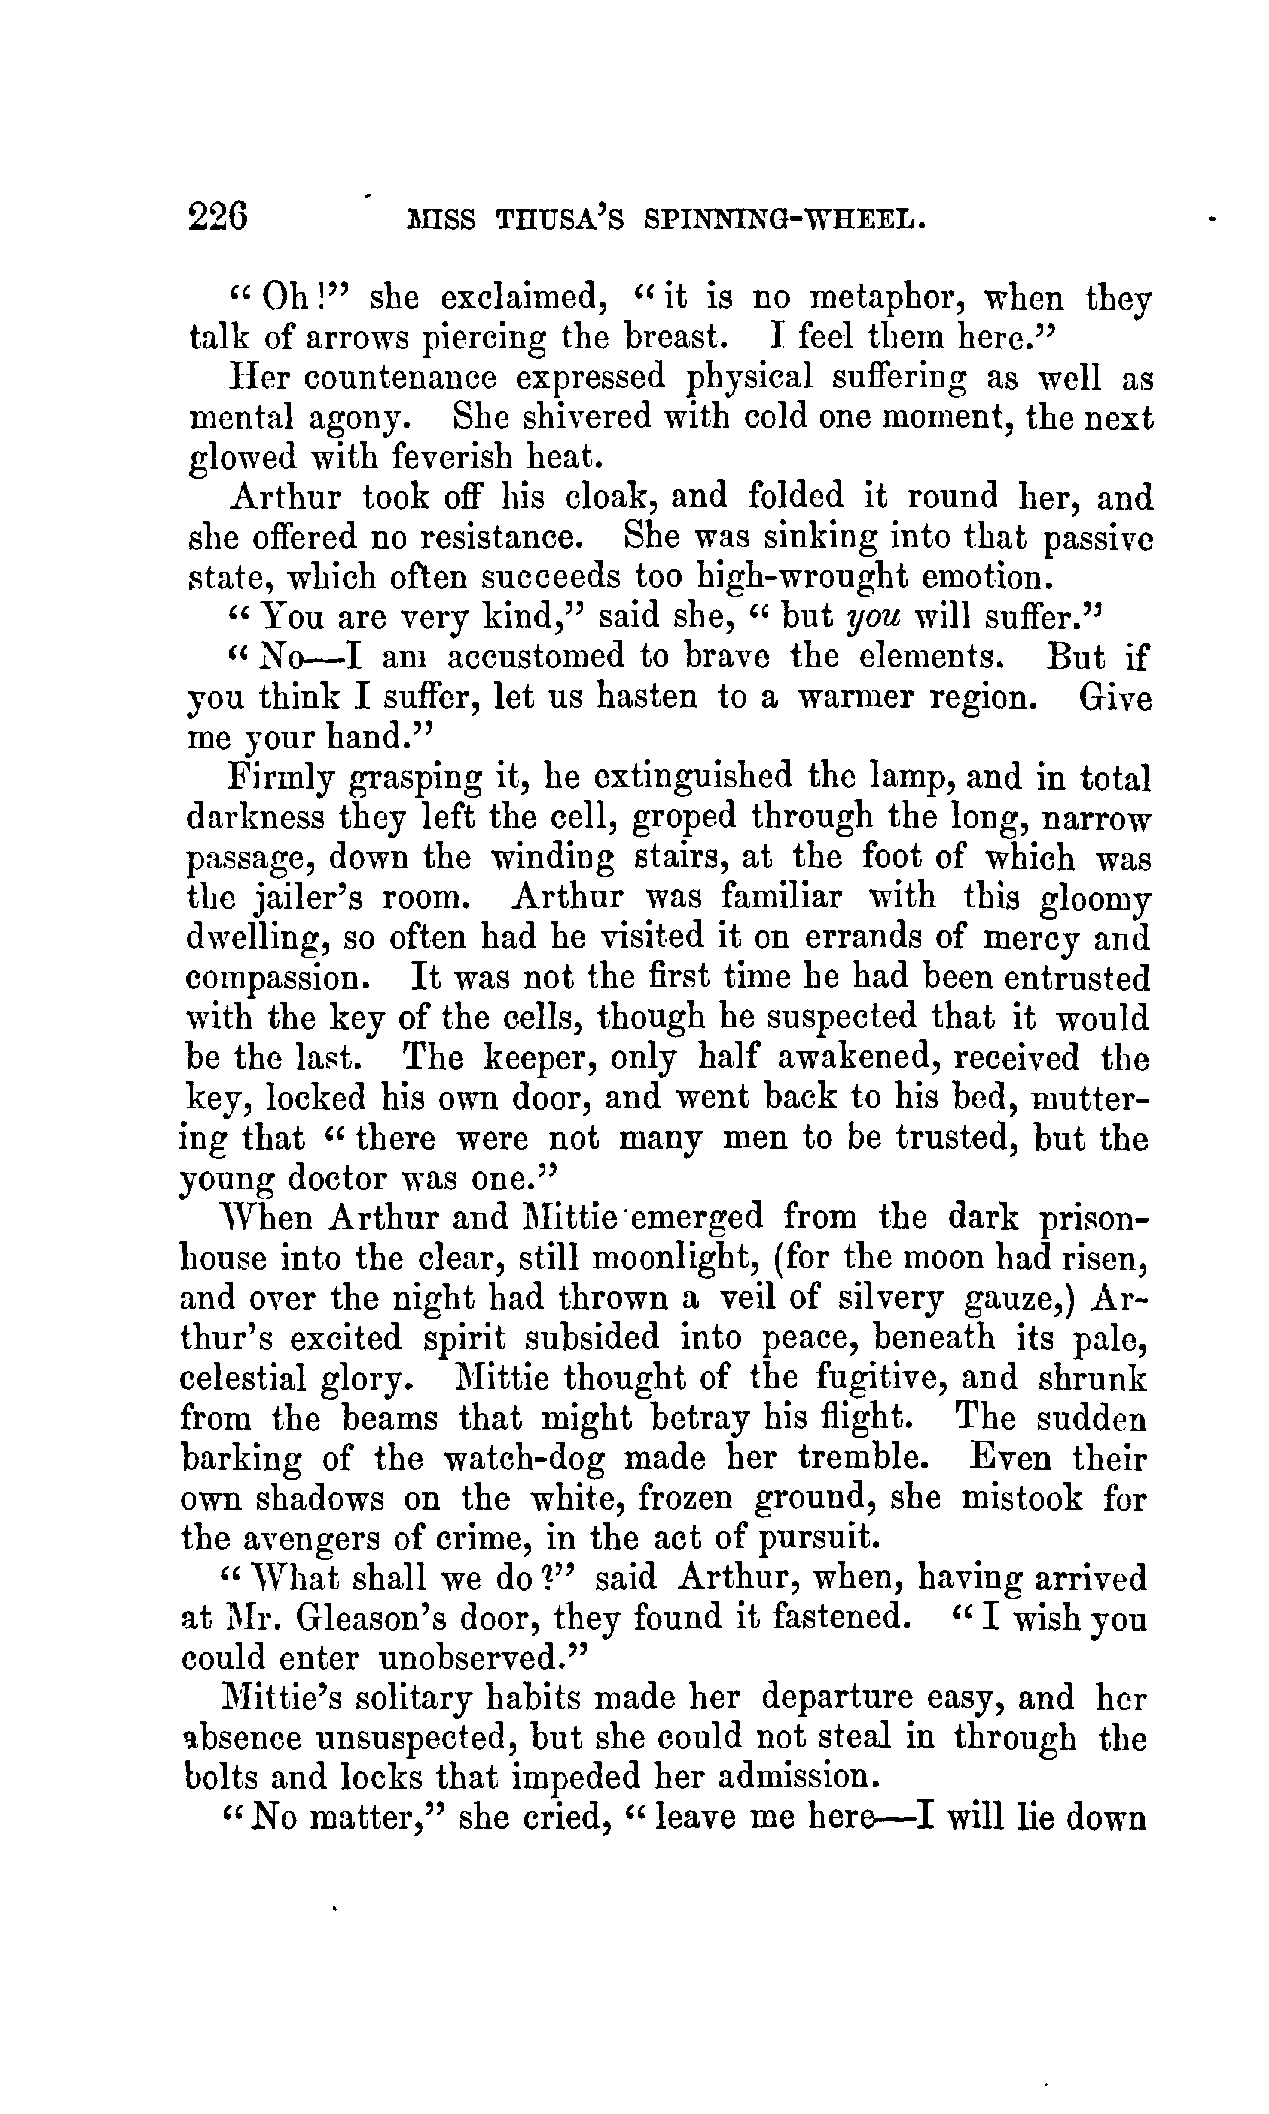 226 MISS THUSA'S SPINNING-WHEEL.
"Oh!" she exclaimed, "it is no metaphor, when they
talk of arrows piercing the breast. I feel them here."
Her countenance expressed physical suffering as well as
mental agony. She shivered with cold one moment, the next
glowed with feverish heat.
Arthur took off his cloak, and folded it round her, and
she offered no resistance. She was sinking into that passive
state, which often succeeds too high-wrought emotion.
"You are very kind," said she, "but you will suffer."
"No—I am accustomed to brave the elements. But if
you think I suffer, let us hasten to a warmer region. Give
me your hand."
Firmly grasping it, he extinguished the lamp, and in total
darkness they left the cell, groped through the long, narrow
passage, down the winding stairs, at the foot of which was
the jailer's room. Arthur was familiar with this gloomy
dwelling, so often had he visited it on errands of mercy and
compassion. It was not the first time he had been entrusted
with the key of the cells, though he suspected that it would
be the last. The keeper, only half awakened, received the
key, locked his own door, and went back to his bed, mutter-
ing that "there were not many men to be trusted, but the
young doctor was one."
When Arthur and Mittie emerged from the dark prison-
house into the clear, still moonlight, (for the moon had risen,
and over the night had thrown a veil of silvery gauze,) Ar-
thur's excited spirit subsided into peace, beneath its pale,
celestial glory. Mittie thought of the fugitive, and shrunk
from the beams that might betray his flight. The sudden
barking of the watch-dog made her tremble. Even their
own shadows on the white, frozen ground, she mistook for
the avengers of crime, in the act of pursuit.
"What shall we do?" said Arthur, when, having arrived
at Mr. Gleason's door, they found it fastened. "I wish you
could enter unobserved."
Mittie's solitary habits made her departure easy, and her
absence unsuspected, but she could not steal in through the
bolts and locks that impeded her admission.
"No matter," she cried, "leave me here—I will lie down